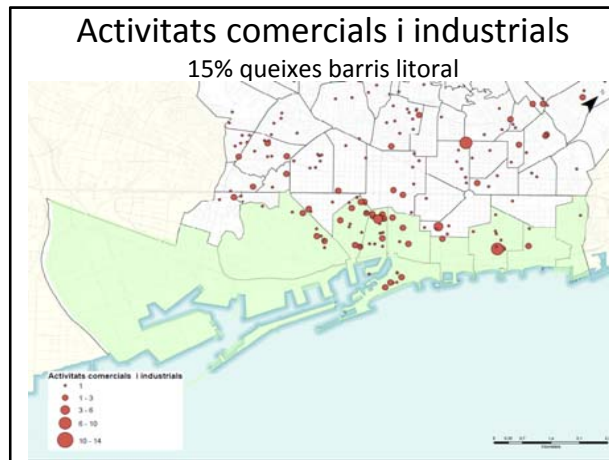 Activitats comercials i industrials
15% queixes barris litoral
Activitats comercials i industrials
1
1 - 3
3 - 6
6 - 10
10 - 14